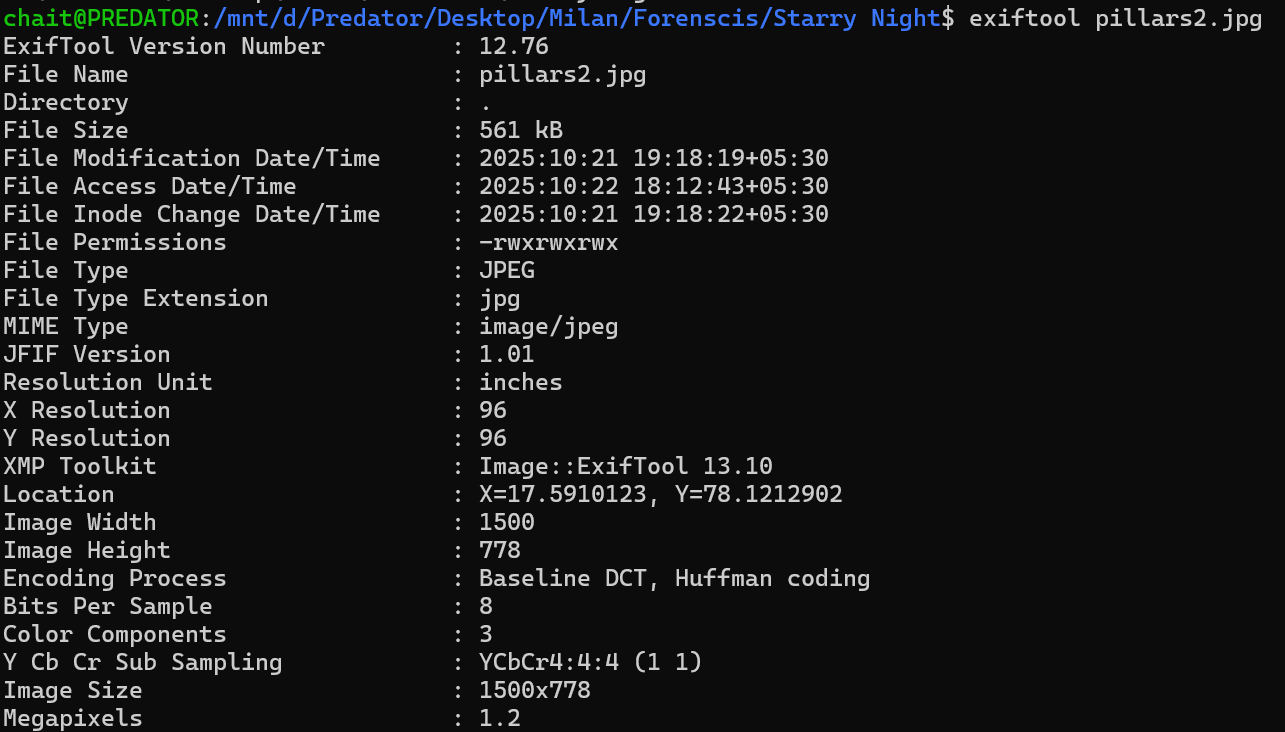 chait@PREDATOR:/mnt/d/Predator/Desktop/Milan/Forenscis/Starry Night$ exiftool pillars2.jpg
ExifTool Version Number : 12.76
File Name : pillars2.jpg
Directory : .
File Size : 561 kB
File Modification Date/Time : 2025:10:21 19:18:19+05:30
File Access Date/Time : 2025:10:22 18:12:43+05:30
File Inode Change Date/Time : 2025:10:21 19:18:22+05:30
File Permissions : -rwxrwxrwx
File Type : JPEG
File Type Extension : jpg
MIME Type : image/jpeg
JFIF Version : 1.01
Resolution Unit : inches
X Resolution : 96
Y Resolution : 96
XMP Toolkit : Image::ExifTool 13.10
Location : X=17.5910123, Y=78.1212902
Image Width : 1500
Image Height : 778
Encoding Process : Baseline DCT, Huffman coding
Bits Per Sample : 8
Color Components : 3
Y Cb Cr Sub Sampling : YCbCr4:4:4 (1 1)
Image Size : 1500x778
Megapixels : 1.2